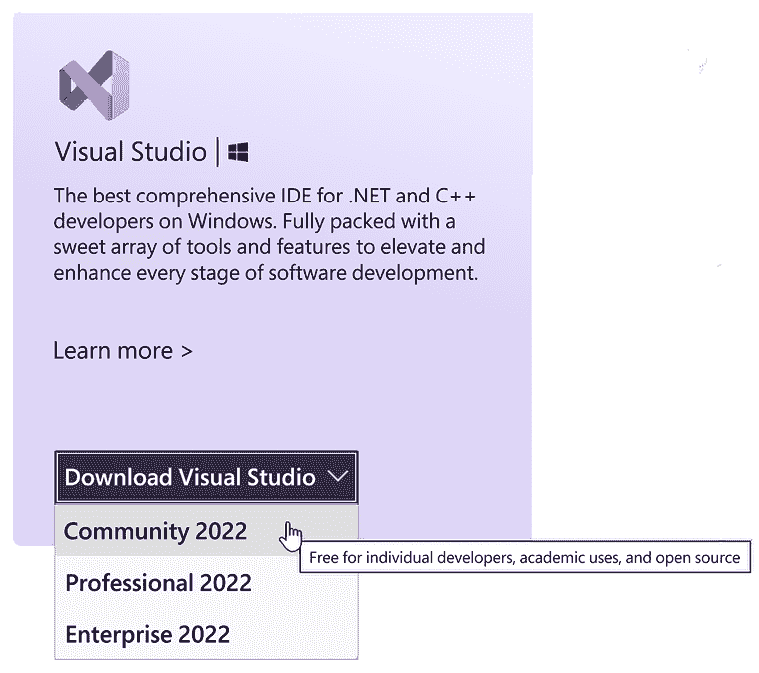 Visual Studio
The best comprehensive IDE for .NET and C++
developers on Windows. Fully packed with a
sweet array of tools and features to elevate and
enhance every stage of software development.
Learn more >
Download Visual Studio
Community 2022
Free for individual developers, academic uses, and open source
Professional 2022
Enterprise 2022